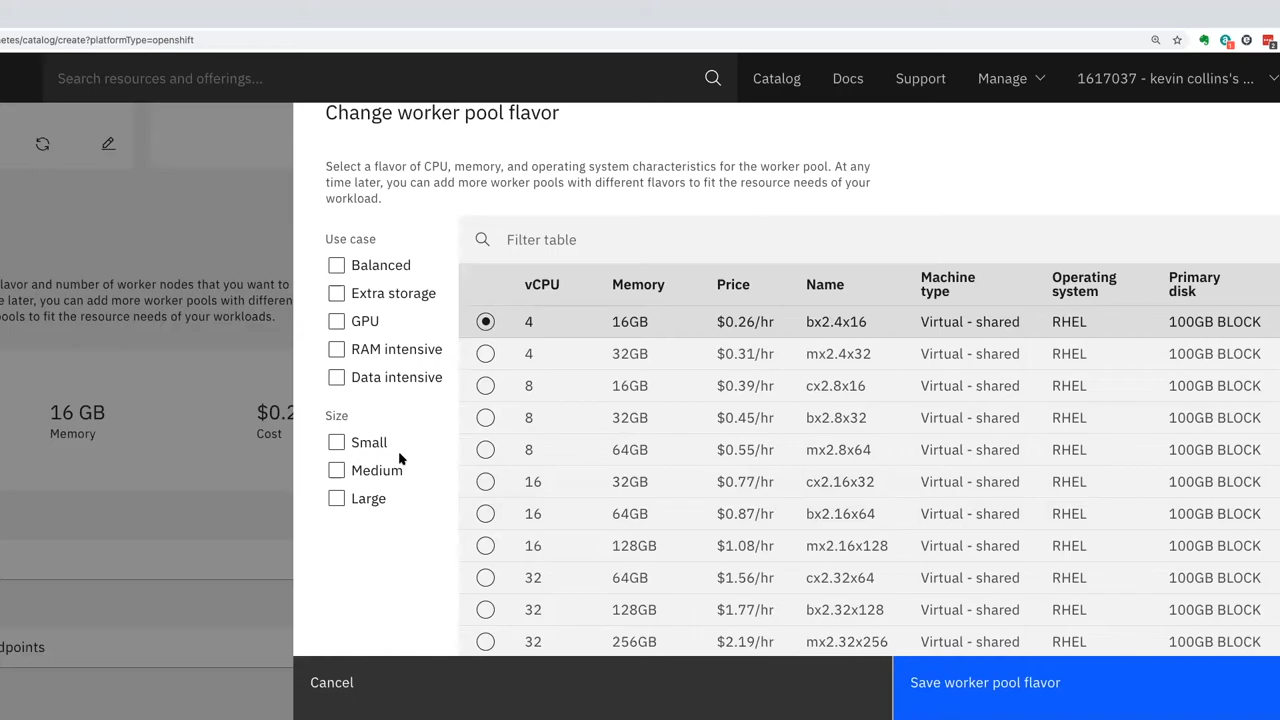 etes/catalog/create?platformType=openshift
Search resources and offerings...
Catalog
Docs
Support
Manage
1617037 - kevin collins's ...
Change worker pool flavor
Select a flavor of CPU, memory, and operating system characteristics for the worker pool. At any
time later, you can add more worker pools with different flavors to fit the resource needs of your
workload.
lavor and number of worker nodes that you want to
e later, you can add more worker pools with differen
ools to fit the resource needs of your workloads.
16 GB
Memory
$0.2
Cost
dpoints
Use case
Balanced
Extra storage
GPU
RAM intensive
Data intensive
Size
Small
Medium
Large
Filter table
vCPU Memory Price Name Machine type Operating system Primary disk
4 16GB $0.26/hr bx2.4x16 Virtual - shared RHEL 100GB BLOCK
4 32GB $0.31/hr mx2.4x32 Virtual - shared RHEL 100GB BLOCK
8 16GB $0.39/hr cx2.8x16 Virtual - shared RHEL 100GB BLOCK
8 32GB $0.45/hr bx2.8x32 Virtual - shared RHEL 100GB BLOCK
8 64GB $0.55/hr mx2.8x64 Virtual - shared RHEL 100GB BLOCK
16 32GB $0.77/hr cx2.16x32 Virtual - shared RHEL 100GB BLOCK
16 64GB $0.87/hr bx2.16x64 Virtual - shared RHEL 100GB BLOCK
16 128GB $1.08/hr mx2.16x128 Virtual - shared RHEL 100GB BLOCK
32 64GB $1.56/hr cx2.32x64 Virtual - shared RHEL 100GB BLOCK
32 128GB $1.77/hr bx2.32x128 Virtual - shared RHEL 100GB BLOCK
32 256GB $2.19/hr mx2.32x256 Virtual - shared RHEL 100GB BLOCK
Cancel
Save worker pool flavor